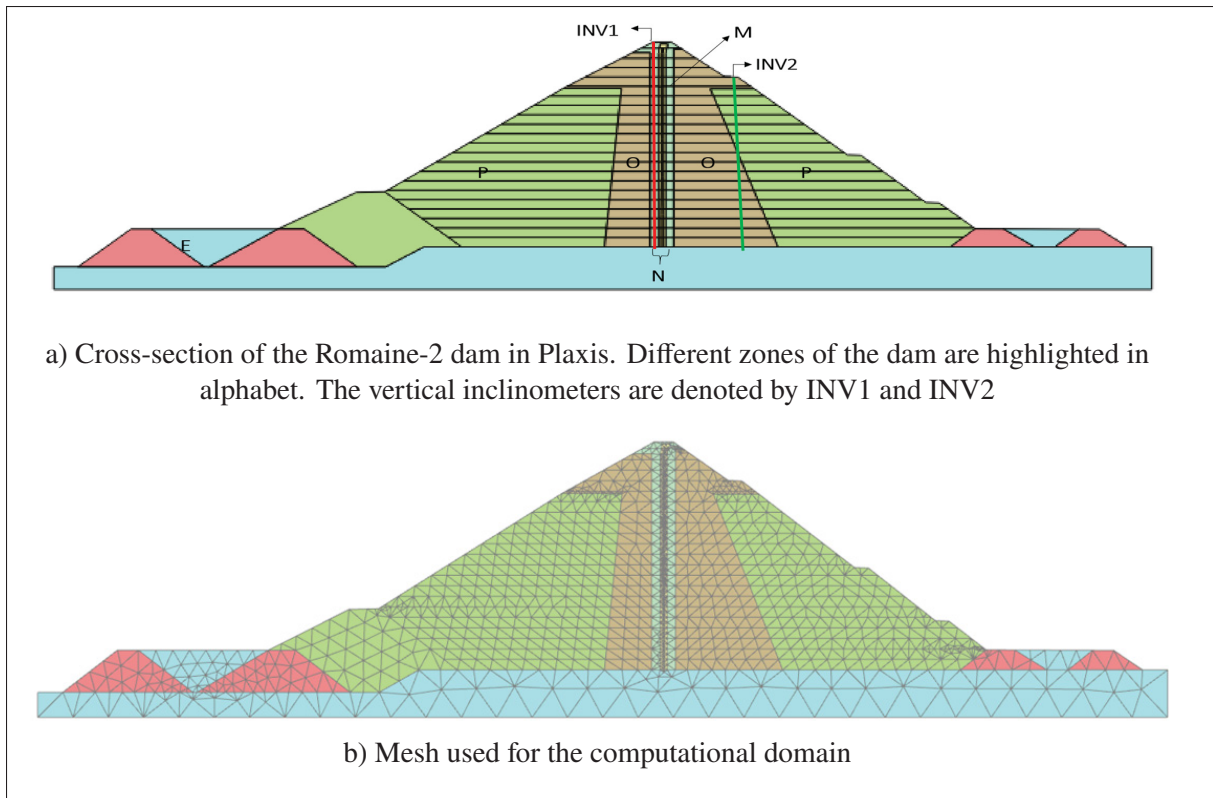 INV1
M
INV2
O
O
P
P
E
N
a) Cross-section of the Romaine-2 dam in Plaxis. Different zones of the dam are highlighted in
alphabet. The vertical inclinometers are denoted by INV1 and INV2
b) Mesh used for the computational domain